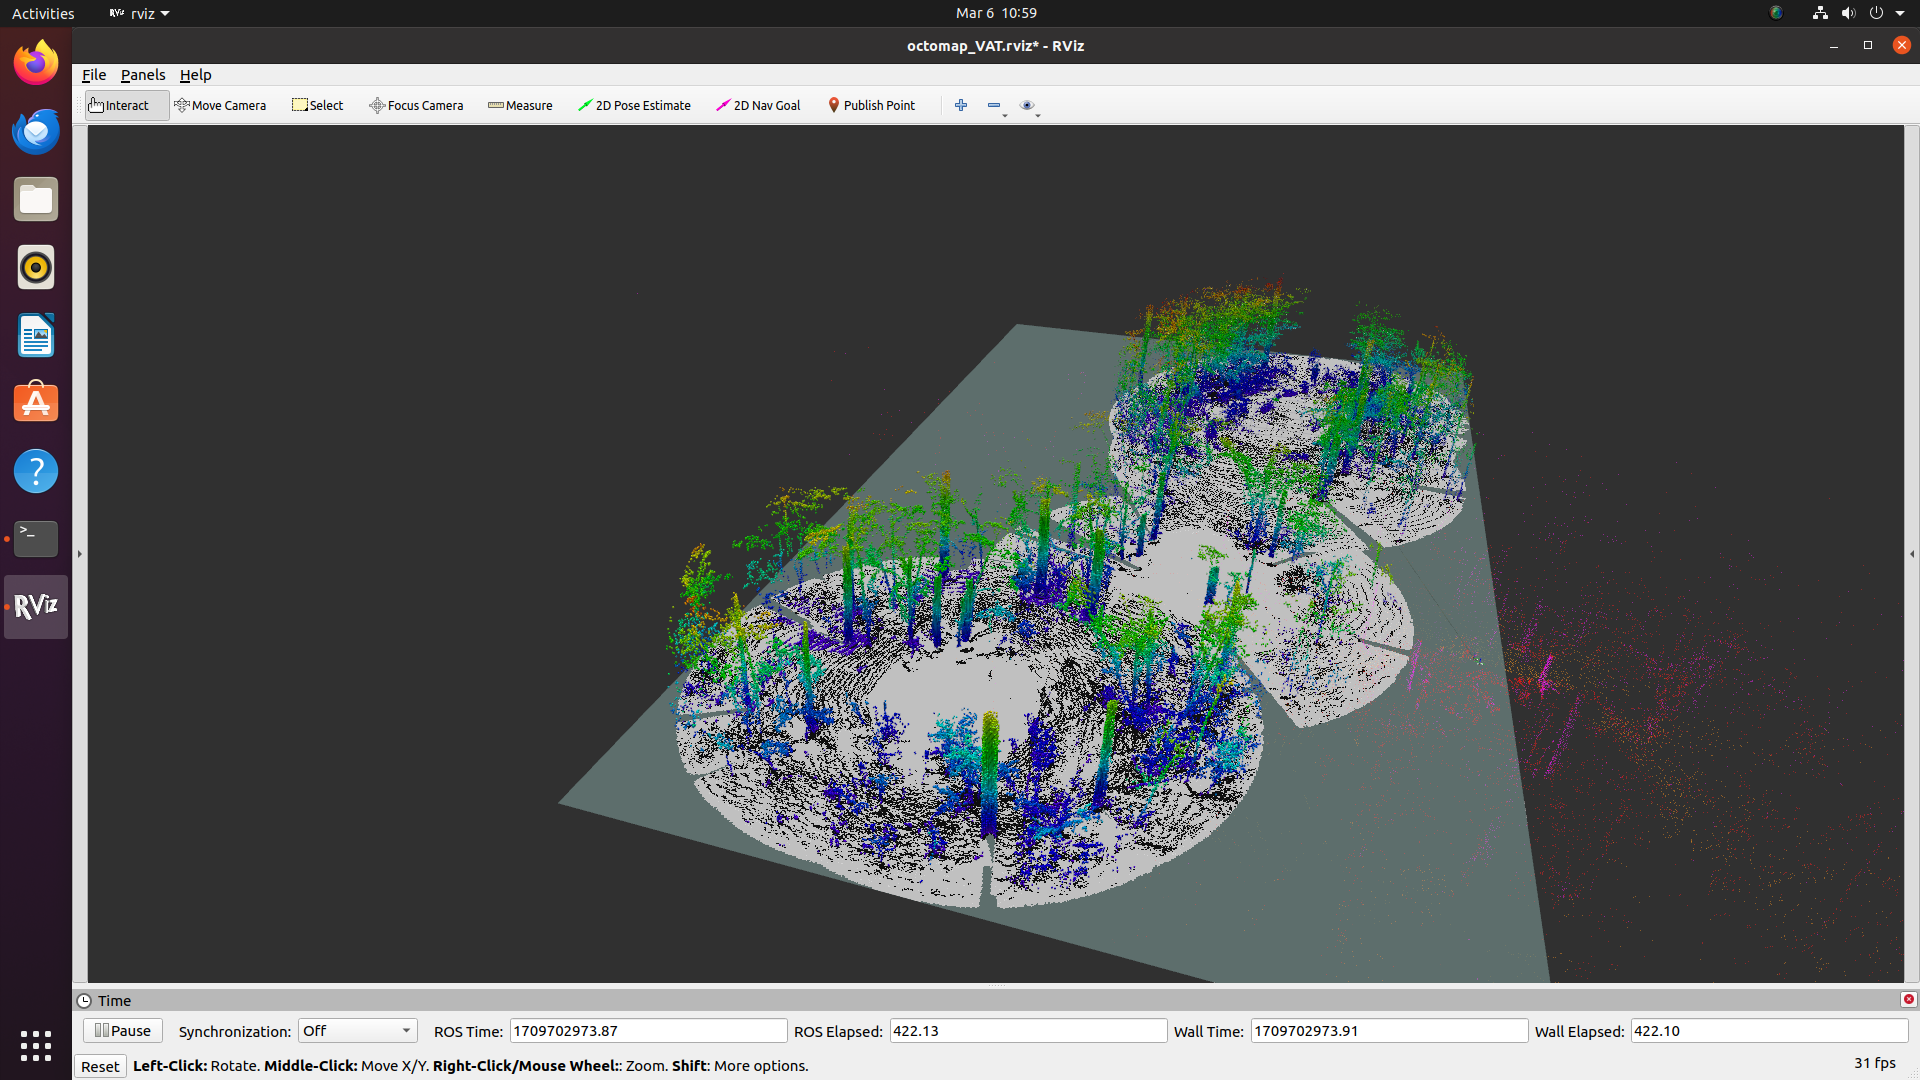 Activities RViz rviz Mar 6 10:59
octomap_VAT.rviz* - RViz
File Panels Help
Interact Move Camera Select Focus Camera Measure 2D Pose Estimate 2D Nav Goal Publish Point
>_
RViz
Time
Pause Synchronization: Off ROS Time: 1709702973.87 ROS Elapsed: 422.13 Wall Time: 1709702973.91 Wall Elapsed: 422.10
Reset Left-Click: Rotate. Middle-Click: Move X/Y. Right-Click/Mouse Wheel:: Zoom. Shift: More options. 31 fps